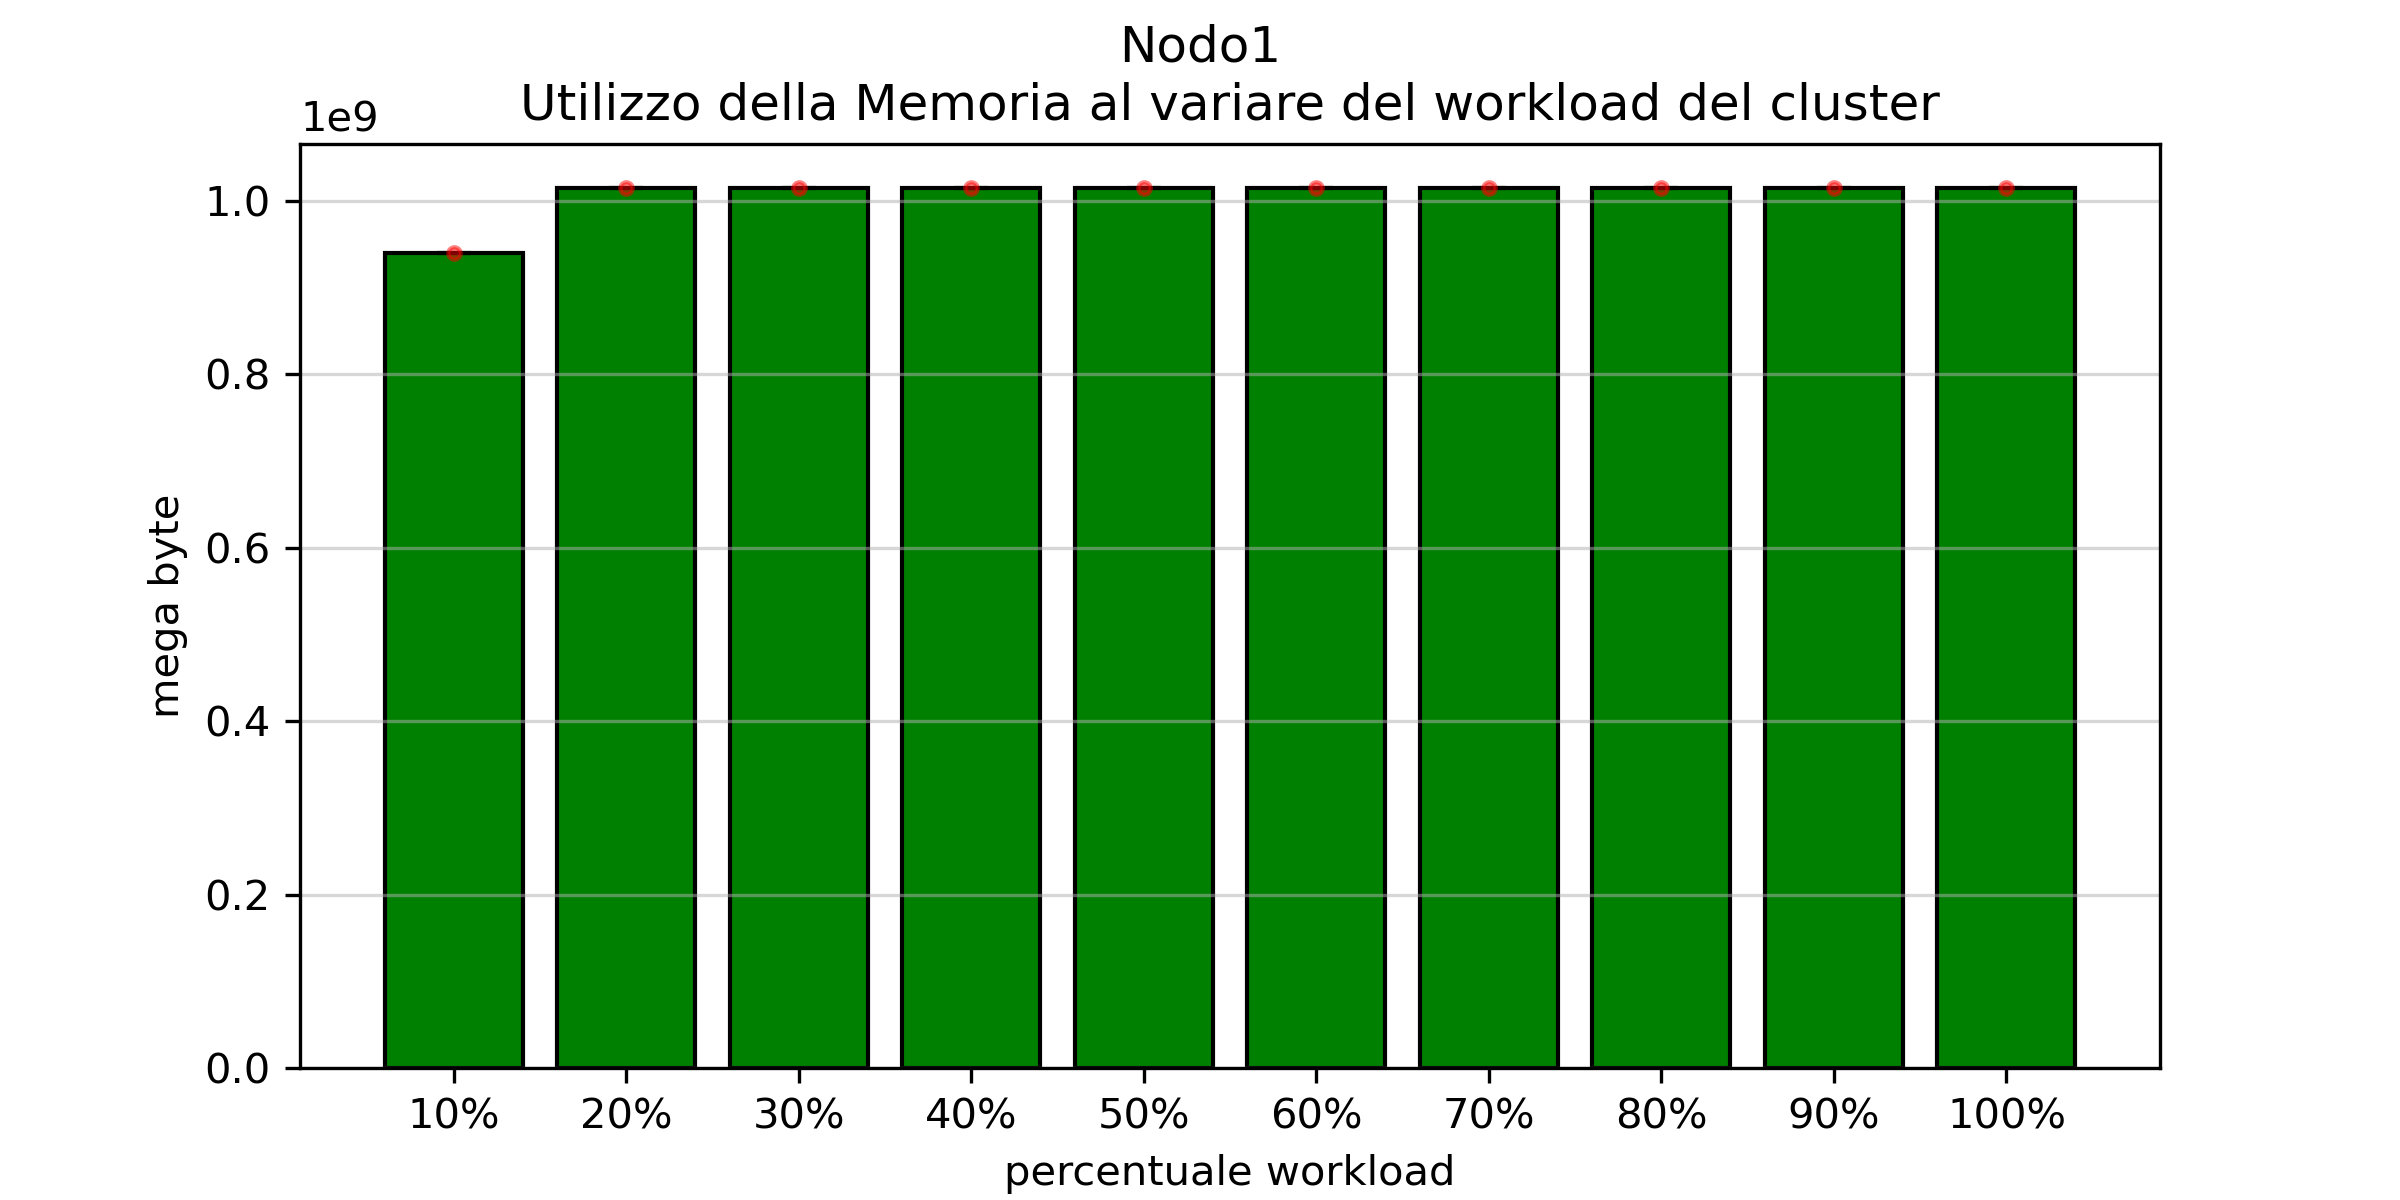 Nodo1
Utilizzo della Memoria al variare del workload del cluster
1e9
1.0
0.8
0.6
0.4
0.2
0.0
mega byte
10% 20% 30% 40% 50% 60% 70% 80% 90% 100%
percentuale workload